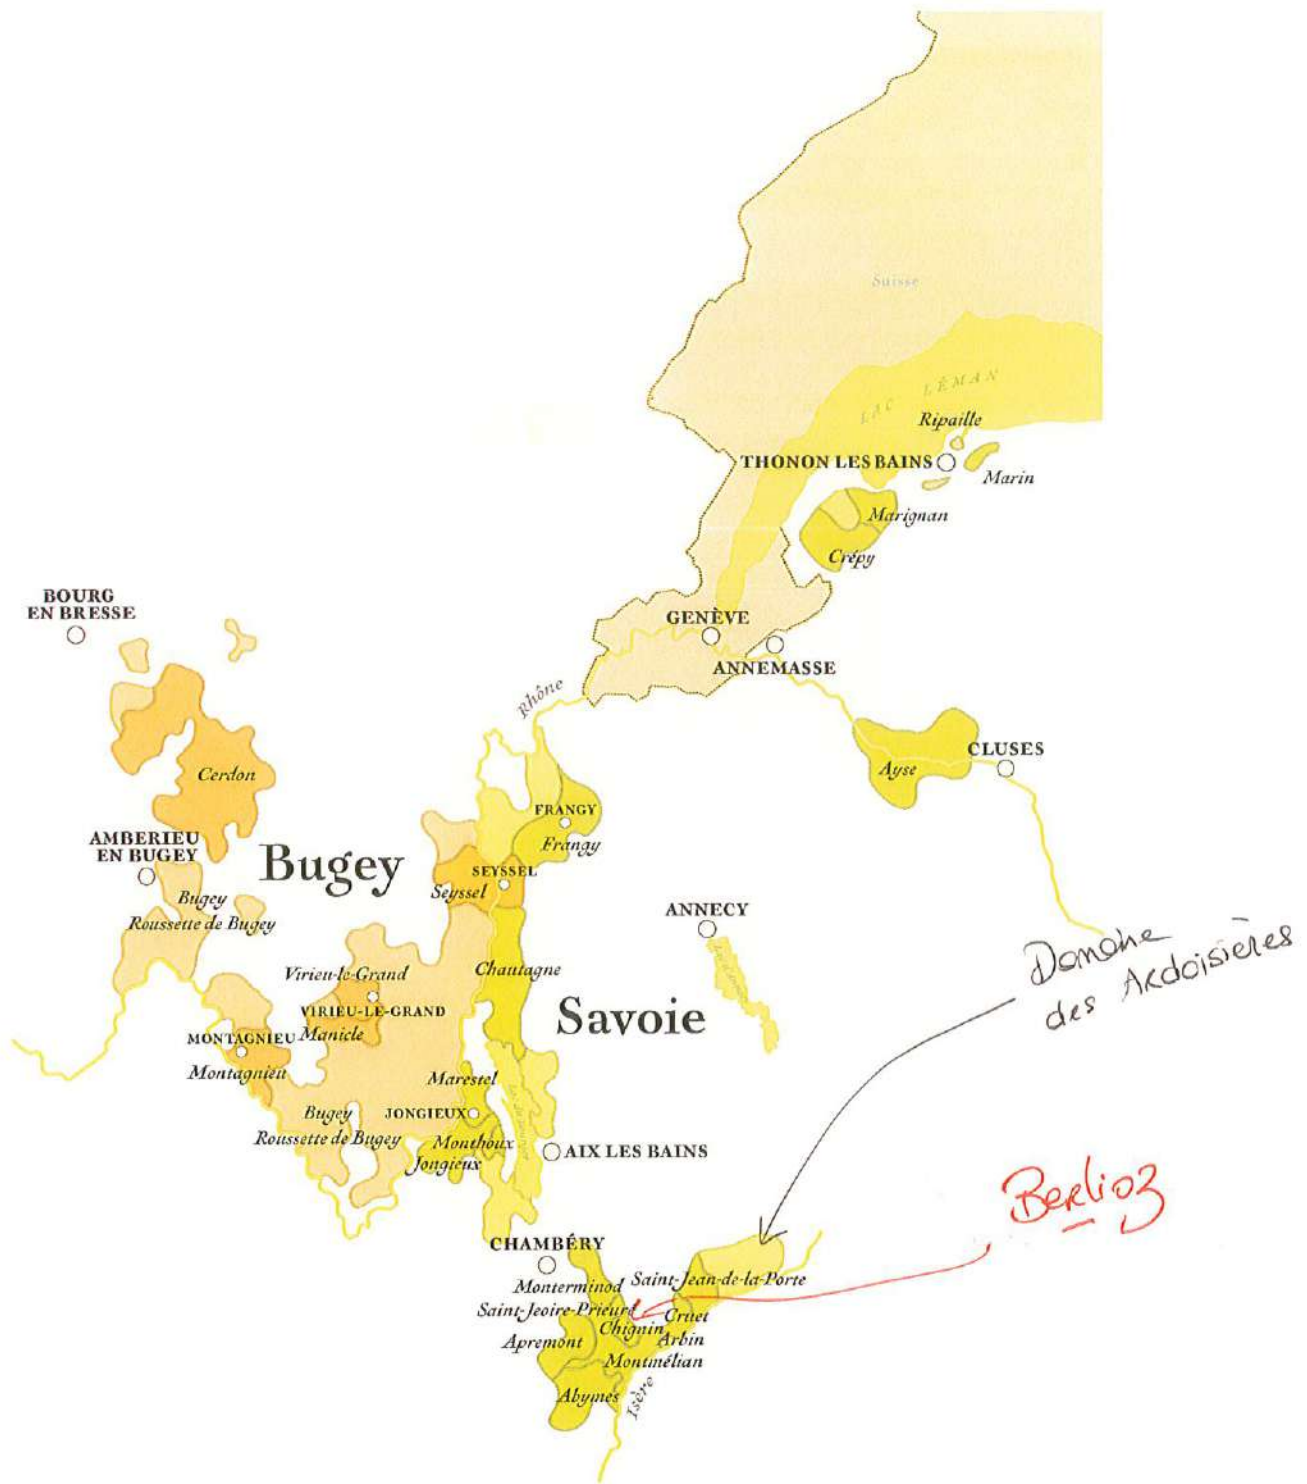 Suisse
LAC LÉMAN
Ripaille
THONON LES BAINS
Marin
Marignan
Crépy
BOURG
EN BRESSE
GENÈVE
ANNEMASSE
Rhône
CLUSES
Ayse
Cerdon
FRANGY
Frangy
AMBERIEU
EN BUGEY
Bugey
SEYSSEL
Seyssel
Bugey
Roussette de Bugey
ANNECY
Domaine
des Ardoisières
Virieu-le-Grand
Chautagne
VIRIEU-LE-GRAND
Manicle
Savoie
MONTAGNIEU
Montagnieu
Marestel
Bugey
Roussette de Bugey
JONGIEUX
Monthoux
Jongieux
AIX LES BAINS
Berlioz
CHAMBÉRY
Monterminod
Saint-Jean-de-la-Porte
Saint-Jeoire-Prieuré
Cruet
Chignin
Arbin
Apremont
Montmélian
Abymes
Isère